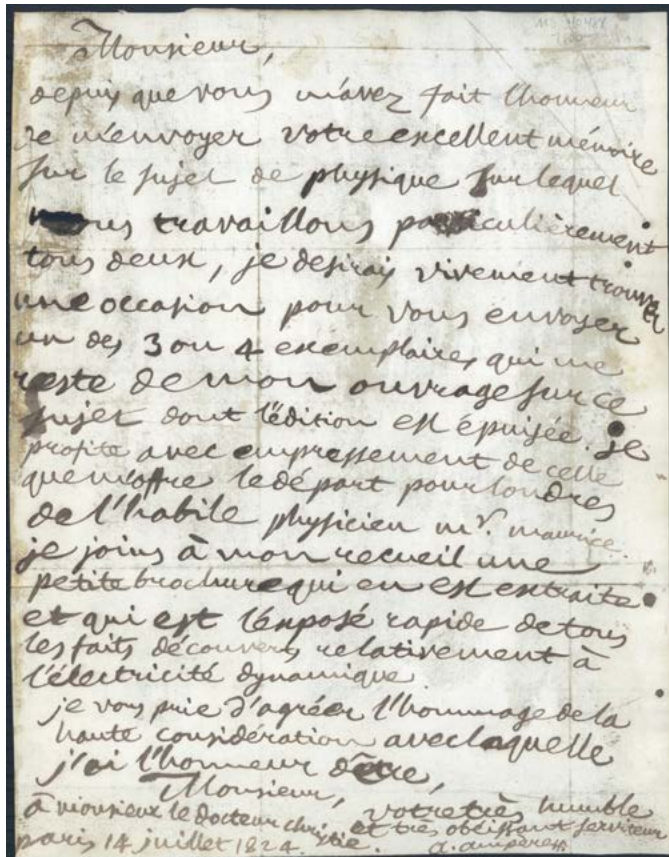 Monsieur,
depuis que vous m'avez fait l'honneur
de m'envoyer votre excellent mémoire
sur le sujet de physique sur lequel
nous travaillons particulièrement
tous deux, je desirais vivement trouver
une occasion pour vous envoyer
un des 3 ou 4 exemplaires qui me
reste de mon ouvrage sur ce
sujet dont l'édition est épuisée. je
profite avec empressement de celle
que m'offre le départ pour londres
de l'habile physicien mr. maurice.
je joins à mon recueil une
petite brochure qui en est extraite
et qui est l'exposé rapide de tous
les faits découverts relativement à
l'électricité dynamique
je vous prie d'agréer l'hommage de la
haute considération avec laquelle
j'ai l'honneur d'être,
Monsieur,
votre très humble
et très obéissant serviteur
a. ampère
à monsieur le docteur christie.
paris 14 juillet 1824.